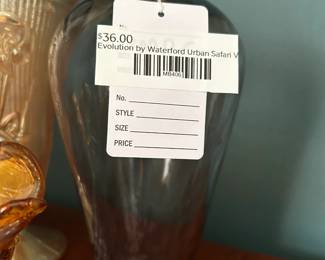 $36.00
Evolution by Waterford Urban Safari V
MB406
No.
STYLE
SIZE
PRICE